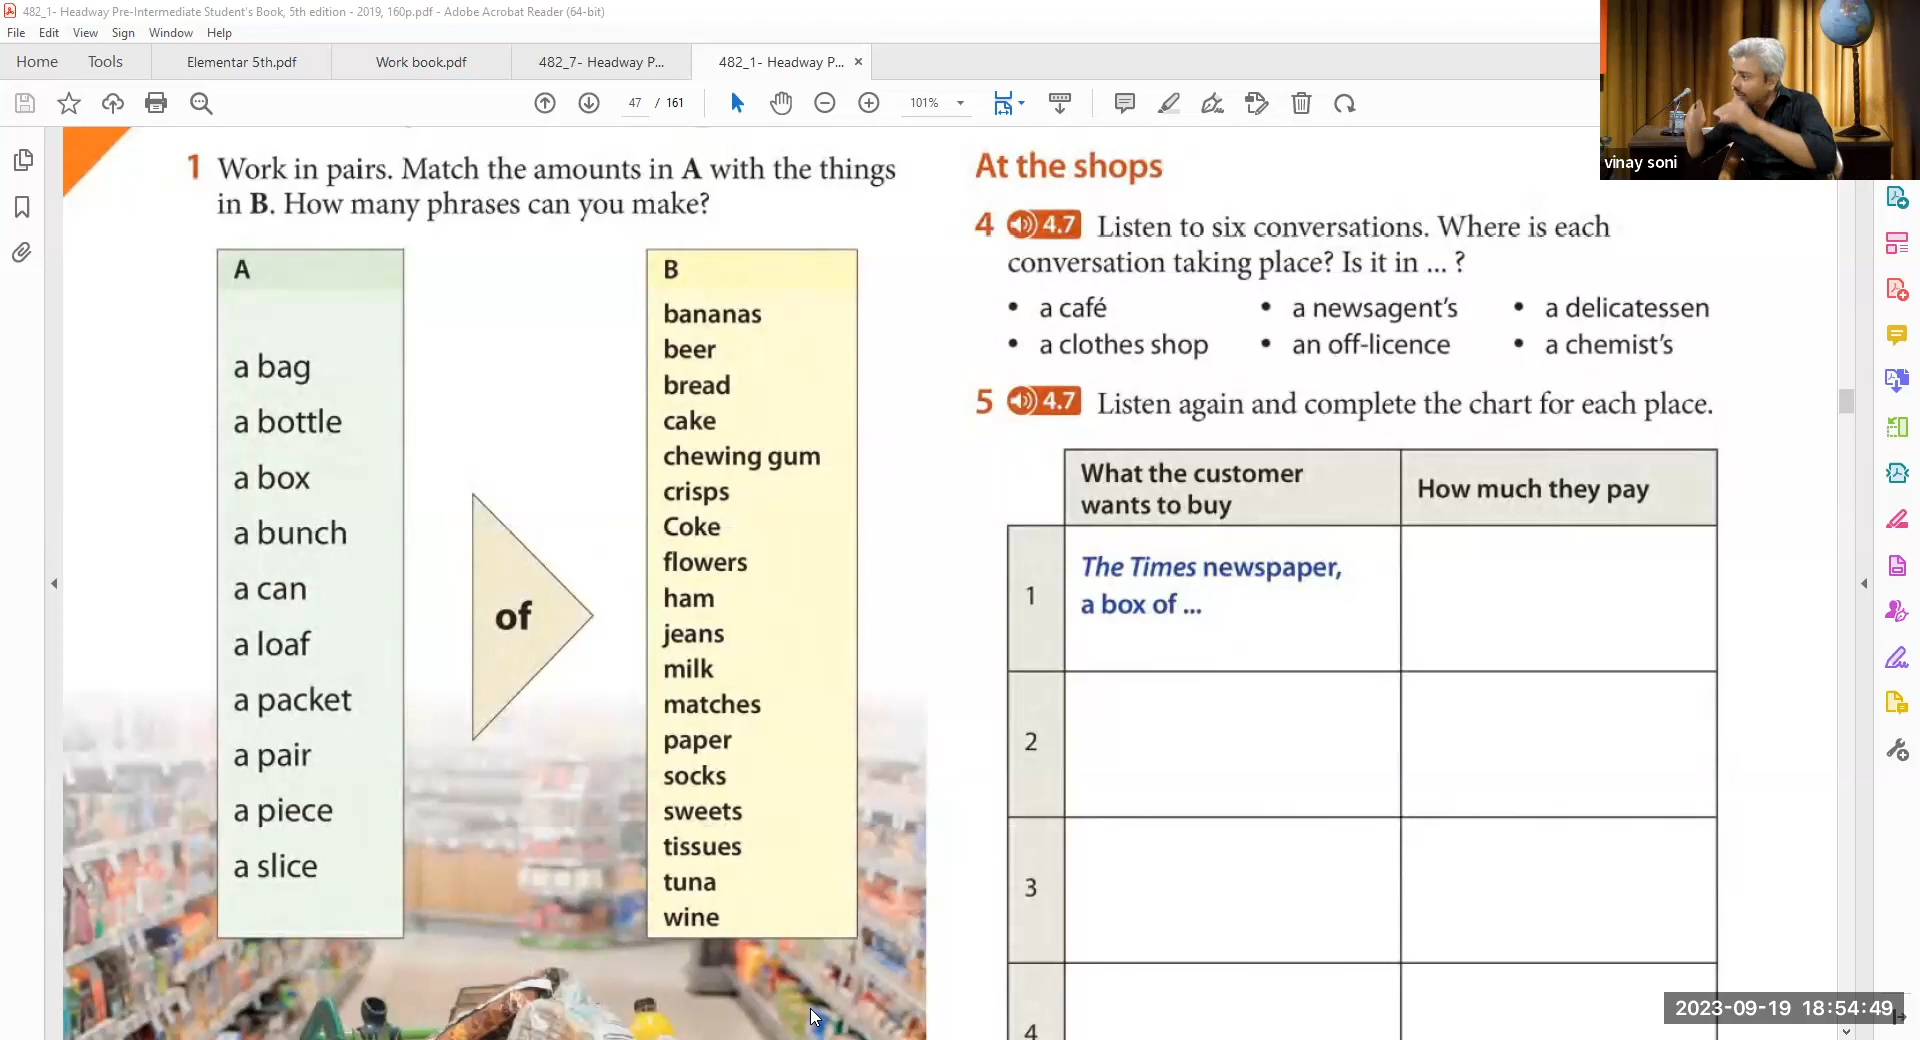 482_1- Headway Pre-Intermediate Student's Book, 5th edition - 2019, 160p.pdf - Adobe Acrobat Reader (64-bit)
File Edit View Sign Window Help
Home Tools Elementar 5th.pdf Work book.pdf 482_7- Headway P... 482_1- Headway P... ×
47 / 161 101%
vinay soni
1 Work in pairs. Match the amounts in A with the things
in B. How many phrases can you make?
A
a bag
a bottle
a box
a bunch
a can
a loaf
a packet
a pair
a piece
a slice
of
B
bananas
beer
bread
cake
chewing gum
crisps
Coke
flowers
ham
jeans
milk
matches
paper
socks
sweets
tissues
tuna
wine
At the shops
4 4.7 Listen to six conversations. Where is each
conversation taking place? Is it in ... ?
• a café • a newsagent's • a delicatessen
• a clothes shop • an off-licence • a chemist's
5 4.7 Listen again and complete the chart for each place.
What the customer
wants to buy
How much they pay
1
The Times newspaper,
a box of ...
2
3
4
2023-09-19 18:54:49